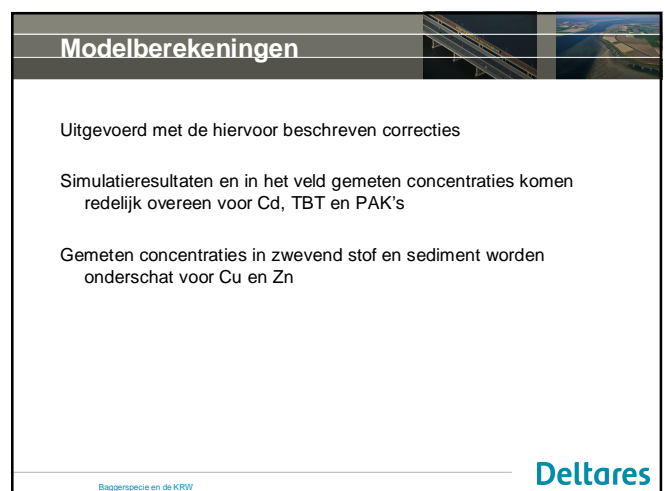 Modelberekeningen
Uitgevoerd met de hiervoor beschreven correcties
Simulatieresultaten en in het veld gemeten concentraties komen
redelijk overeen voor Cd, TBT en PAK's
Gemeten concentraties in zwevend stof en sediment worden
onderschat voor Cu en Zn
Baggerspecie en de KRW
Deltares